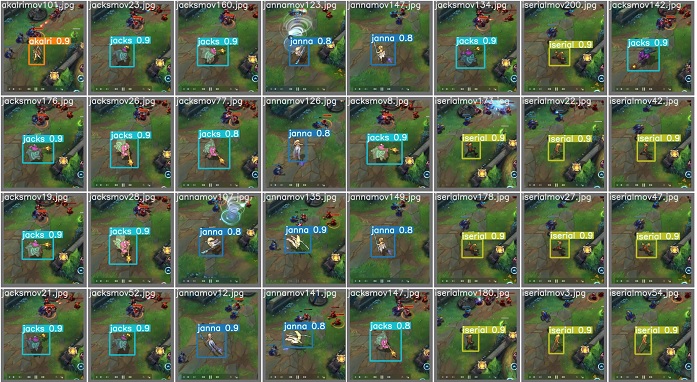 akalrimov101.jpg jacksmov23.jpg jacksmov160.jpg jannamov123.jpg jannamov147.jpg jacksmov134.jpg iserialmov200.jpg jacksmov142.jpg
akalri 0.9 jacks 0.9 jacks 0.9 janna 0.9 janna 0.9 jacks 0.9 iserial 0.9 jacks 0.9
jacksmov176.jpg jacksmov26.jpg jacksmov77.jpg jannamov126.jpg jacksmov8.jpg iserialmov22.jpg iserialmov42.jpg
jacks 0.9 jacks 0.9 jacks 0.8 janna 0.8 jacks 0.9 iserial 0.9 iserial 0.9 iserial 0.9
jacksmov19.jpg jacksmov28.jpg jannamov135.jpg jannamov149.jpg iserialmov178.jpg iserialmov27.jpg iserialmov47.jpg
jacks 0.9 jacks 0.9 janna 0.8 janna 0.9 janna 0.9 iserial 0.9 iserial 0.9 iserial 0.9
jacksmov21.jpg jacksmov52.jpg jannamov12.jpg jannamov141.jpg jacksmov147.jpg iserialmov180.jpg iserialmov3.jpg iserialmov54.jpg
jacks 0.9 jacks 0.9 janna 0.9 janna 0.8 jacks 0.8 iserial 0.9 iserial 0.9 iserial 0.9